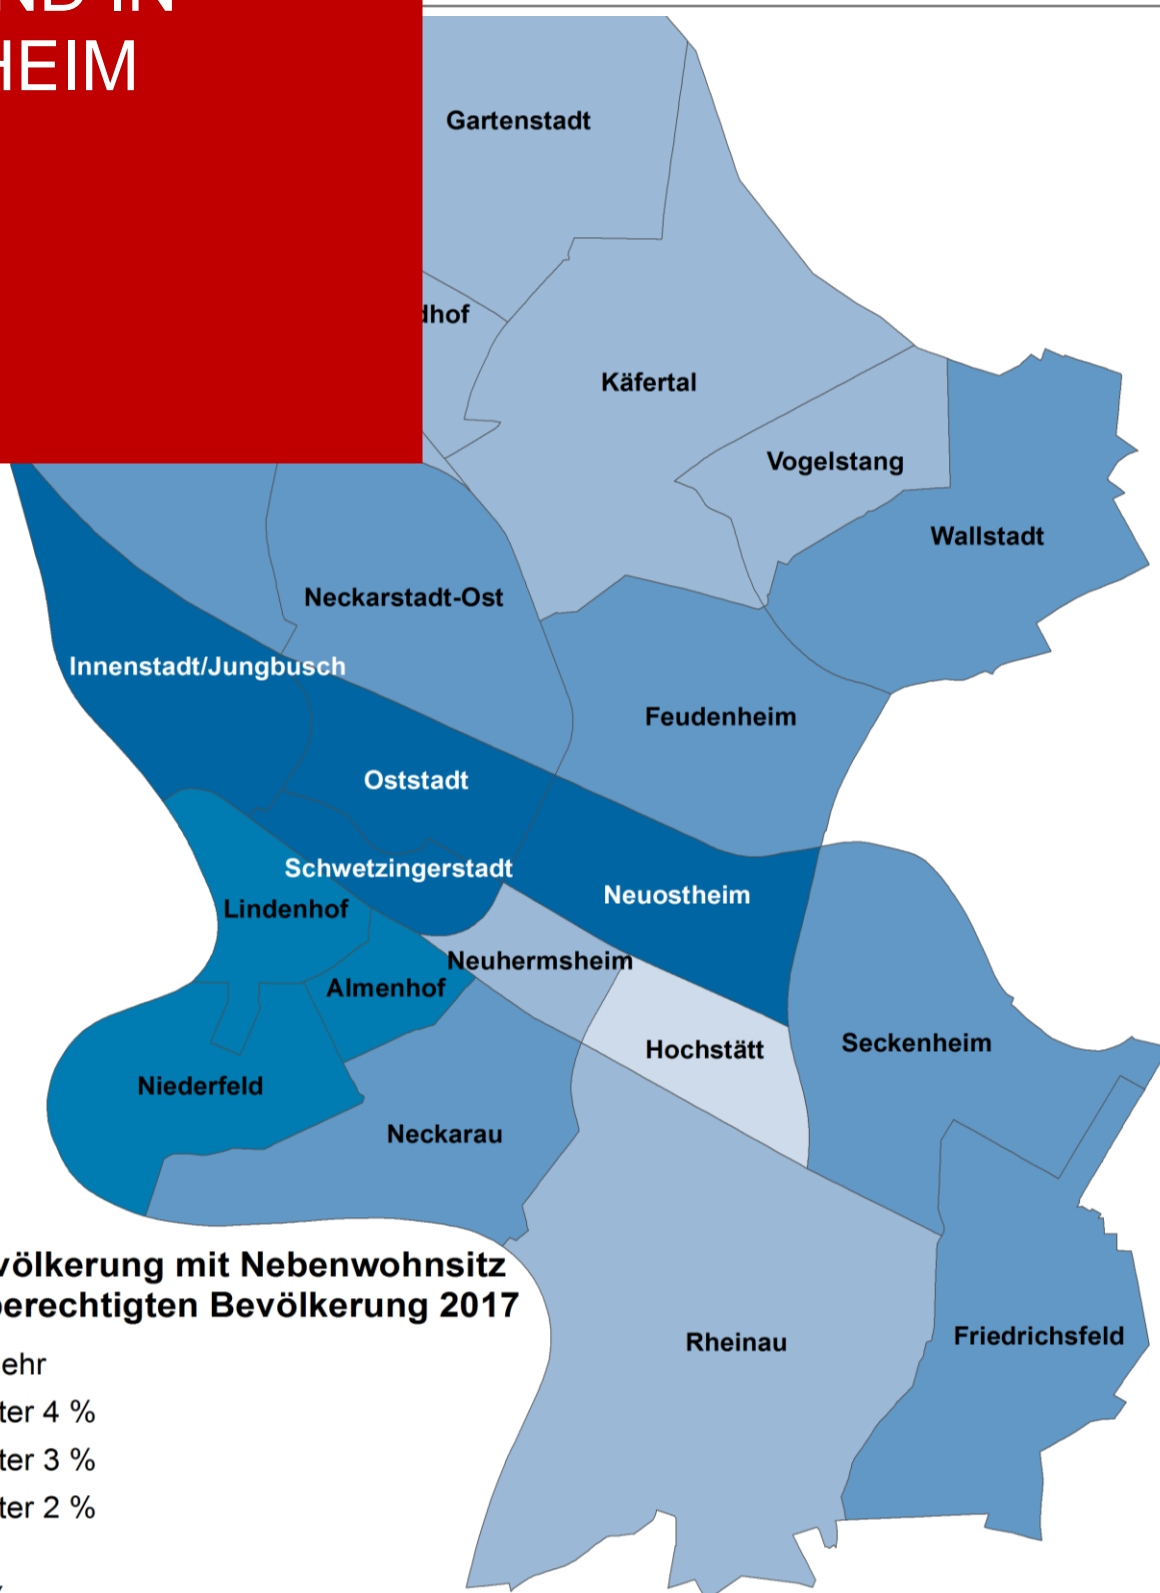 HEIM
Gartenstadt
Käfertal
Vogelstang
Wallstadt
Neckarstadt-Ost
Innenstadt/Jungbusch
Feudenheim
Oststadt
Schwetzingerstadt
Neuostheim
Lindenhof
Neuhermsheim
Almenhof
Hochstätt
Seckenheim
Niederfeld
Neckarau
völkerung mit Nebenwohnsitz
berechtigten Bevölkerung 2017
Rheinau
Friedrichsfeld
ehr
ter 4 %
ter 3 %
ter 2 %